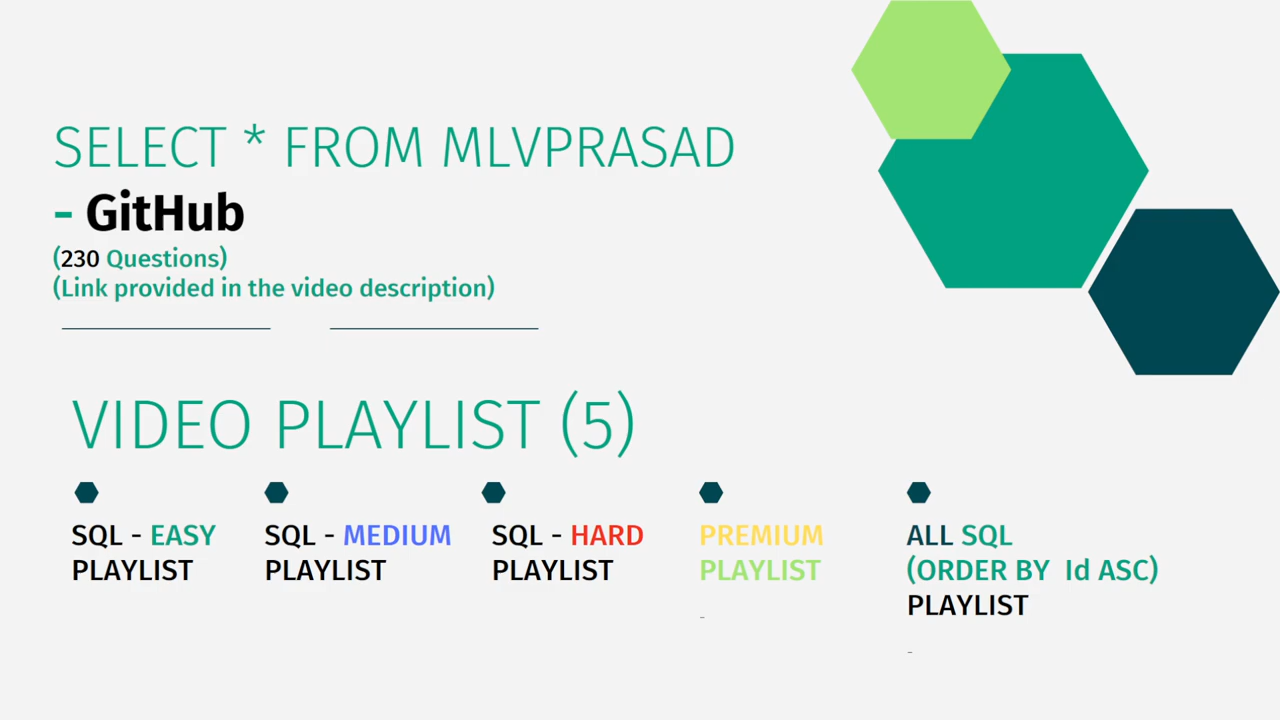 SELECT * FROM MLVPRASAD
- GitHub
(230 Questions)
(Link provided in the video description)
VIDEO PLAYLIST (5)
SQL - EASY
PLAYLIST
SQL - MEDIUM
PLAYLIST
SQL - HARD
PLAYLIST
PREMIUM
PLAYLIST
-
ALL SQL
(ORDER BY Id ASC)
PLAYLIST
-